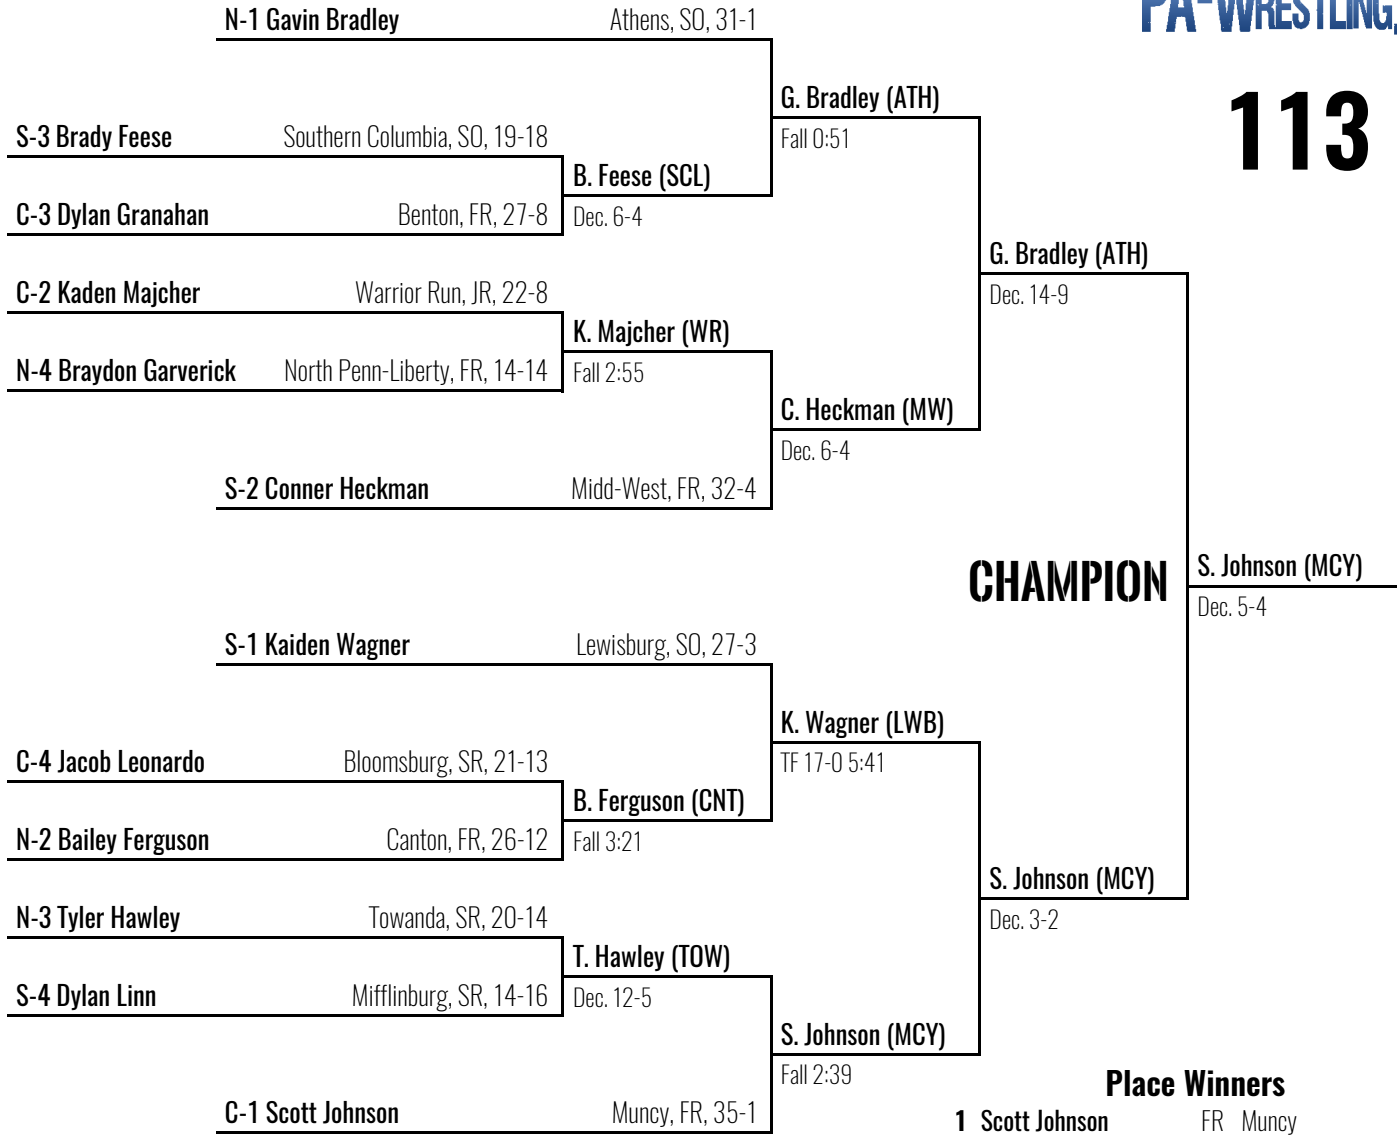 PA-WRESTLING
113
N-1 Gavin Bradley Athens, SO, 31-1
G. Bradley (ATH)
Fall 0:51
S-3 Brady Feese Southern Columbia, SO, 19-18
B. Feese (SCL)
Dec. 6-4
C-3 Dylan Granahan Benton, FR, 27-8
G. Bradley (ATH)
Dec. 14-9
C-2 Kaden Majcher Warrior Run, JR, 22-8
K. Majcher (WR)
Fall 2:55
N-4 Braydon Garverick North Penn-Liberty, FR, 14-14
C. Heckman (MW)
Dec. 6-4
S-2 Conner Heckman Midd-West, FR, 32-4
CHAMPION
S. Johnson (MCY)
Dec. 5-4
S-1 Kaiden Wagner Lewisburg, SO, 27-3
K. Wagner (LWB)
TF 17-0 5:41
C-4 Jacob Leonardo Bloomsburg, SR, 21-13
B. Ferguson (CNT)
Fall 3:21
N-2 Bailey Ferguson Canton, FR, 26-12
S. Johnson (MCY)
Dec. 3-2
N-3 Tyler Hawley Towanda, SR, 20-14
T. Hawley (TOW)
Dec. 12-5
S-4 Dylan Linn Mifflinburg, SR, 14-16
S. Johnson (MCY)
Fall 2:39
C-1 Scott Johnson Muncy, FR, 35-1
Place Winners
1 Scott Johnson FR Muncy